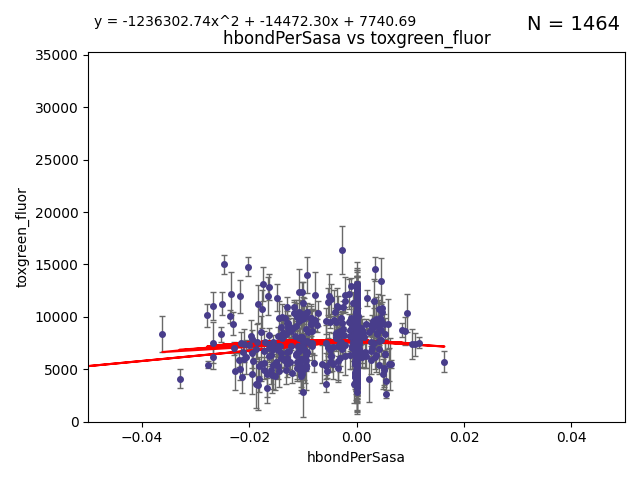 y = -1236302.74x^2 + -14472.30x + 7740.69
N = 1464
hbondPerSasa vs toxgreen_fluor
35000
30000
25000
20000
15000
10000
5000
0
toxgreen_fluor
−0.04
−0.02
0.00
0.02
0.04
hbondPerSasa